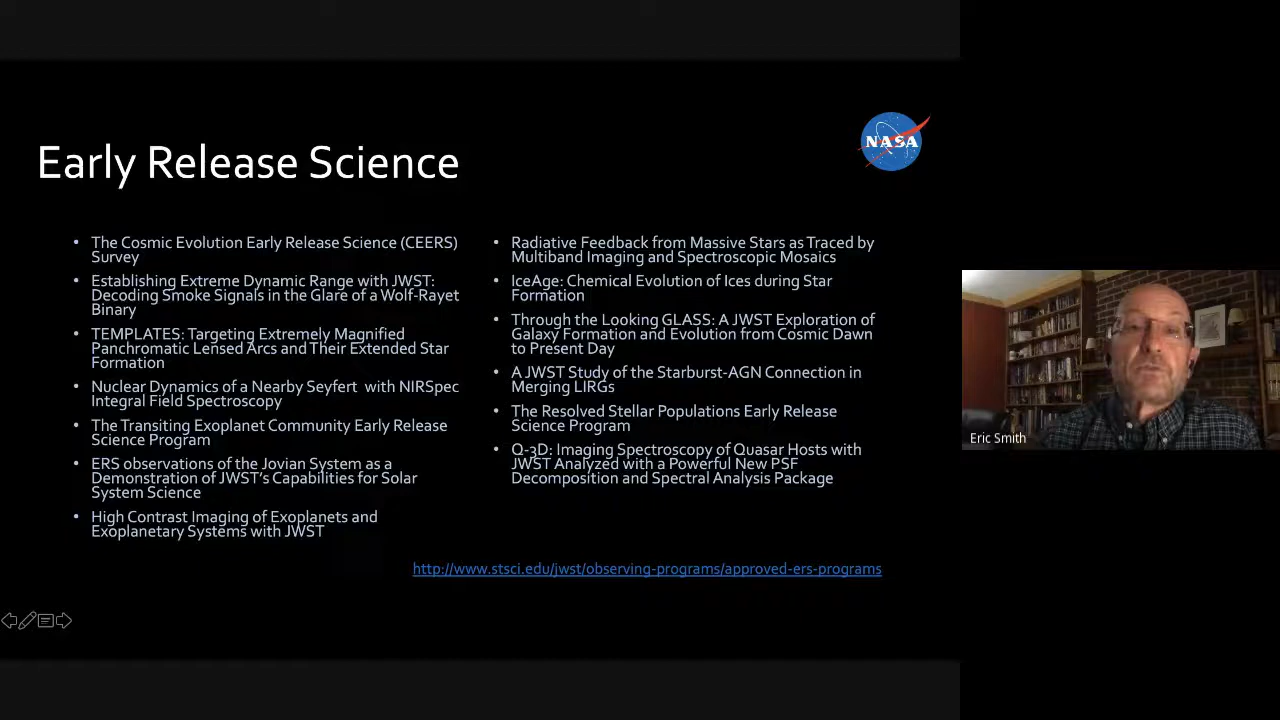 NASA
Early Release Science
• The Cosmic Evolution Early Release Science (CEERS)
Survey
• Establishing Extreme Dynamic Range with JWST:
Decoding Smoke Signals in the Glare of a Wolf-Rayet
Binary
• TEMPLATES: Targeting Extremely Magnified
Panchromatic Lensed Arcs and Their Extended Star
Formation
• Nuclear Dynamics of a Nearby Seyfert with NIRSpec
Integral Field Spectroscopy
• The Transiting Exoplanet Community Early Release
Science Program
• ERS observations of the Jovian System as a
Demonstration of JWST's Capabilities for Solar
System Science
• High Contrast Imaging of Exoplanets and
Exoplanetary Systems with JWST
• Radiative Feedback from Massive Stars as Traced by
Multiband Imaging and Spectroscopic Mosaics
• IceAge: Chemical Evolution of Ices during Star
Formation
• Through the Looking GLASS: A JWST Exploration of
Galaxy Formation and Evolution from Cosmic Dawn
to Present Day
• A JWST Study of the Starburst-AGN Connection in
Merging LIRGs
• The Resolved Stellar Populations Early Release
Science Program
• Q-3D: Imaging Spectroscopy of Quasar Hosts with
JWST Analyzed with a Powerful New PSF
Decomposition and Spectral Analysis Package
http://www.stsci.edu/jwst/observing-programs/approved-ers-programs
Eric Smith